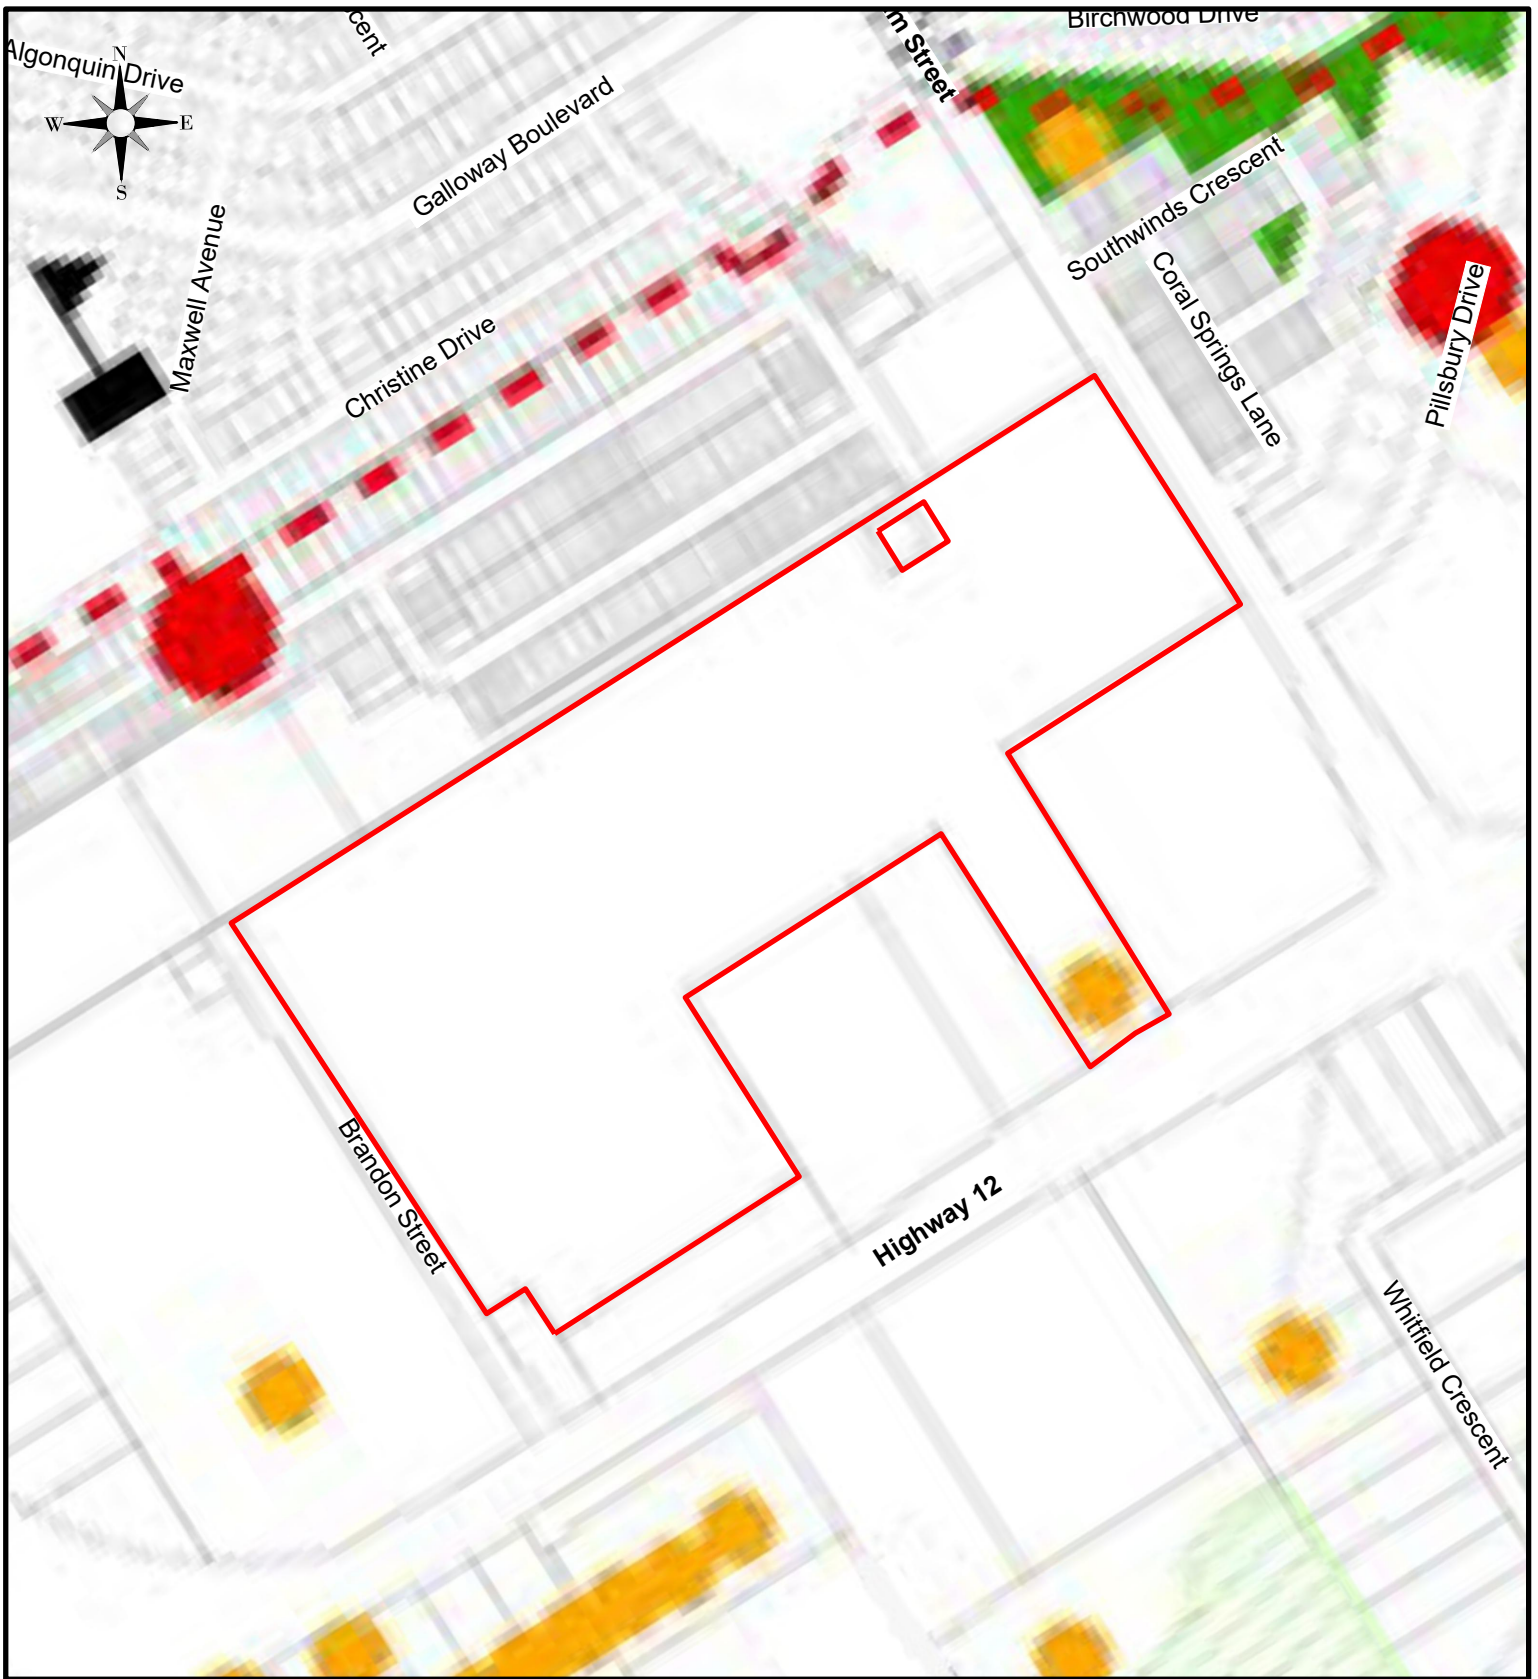 Birchwood Drive
Algonquin Drive
N
W
E
S
Galloway Boulevard
Street
Southwinds Crescent
Maxwell Avenue
Coral Springs Lane
Pillsbury Drive
Christine Drive
Brandon Street
Highway 12
Whitfield Crescent